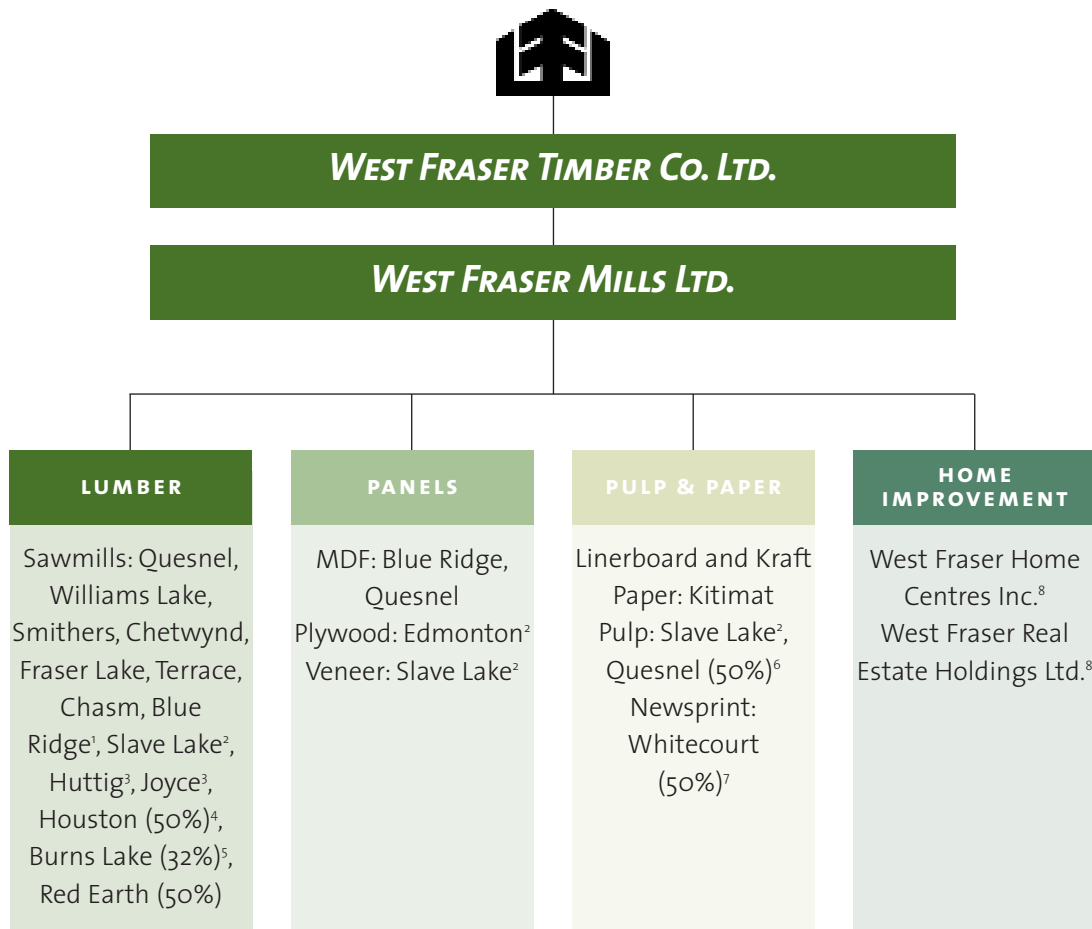 West Fraser Timber Co. Ltd.
West Fraser Mills Ltd.
LUMBER
Sawmills: Quesnel,
Williams Lake,
Smithers, Chetwynd,
Fraser Lake, Terrace,
Chasm, Blue
Ridge¹, Slave Lake²,
Huttig³, Joyce³,
Houston (50%)⁴,
Burns Lake (32%)⁵,
Red Earth (50%)
PANELS
MDF: Blue Ridge,
Quesnel
Plywood: Edmonton²
Veneer: Slave Lake²
PULP & PAPER
Linerboard and Kraft
Paper: Kitimat
Pulp: Slave Lake²,
Quesnel (50%)⁶
Newsprint:
Whitecourt
(50%)⁷
HOME
IMPROVEMENT
West Fraser Home
Centres Inc.⁸
West Fraser Real
Estate Holdings Ltd.⁸